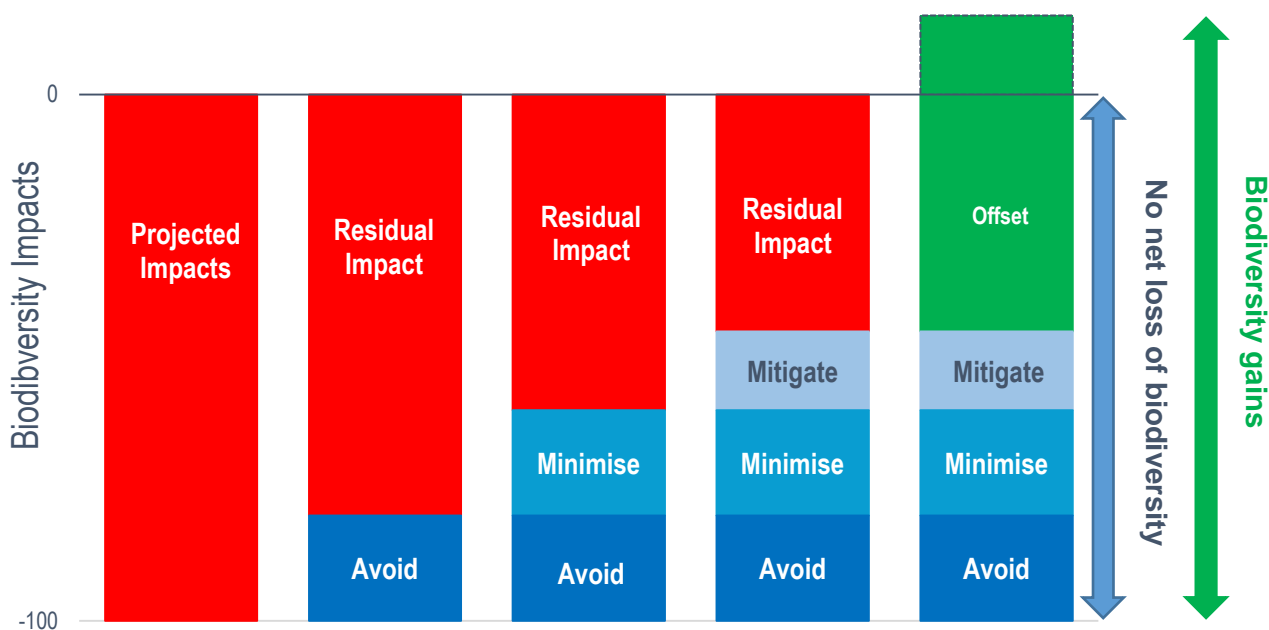 0
-100
Biodibversity Impacts
Projected
Impacts
Residual
Impact
Avoid
Residual
Impact
Minimise
Avoid
Residual
Impact
Mitigate
Minimise
Avoid
Offset
Mitigate
Minimise
Avoid
No net loss of biodiversity
Biodiversity gains